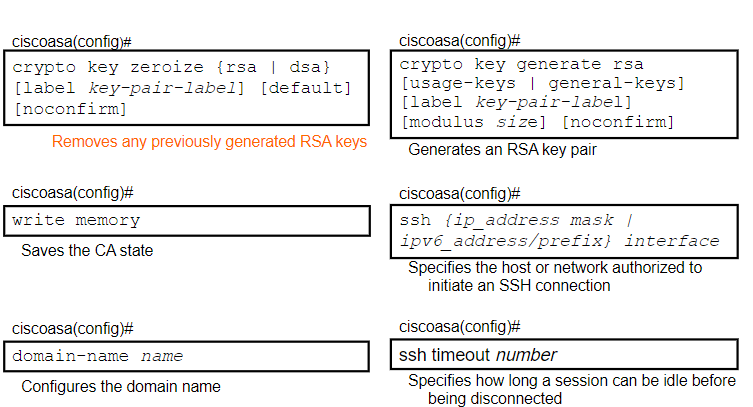 ciscoasa(config)#
crypto key zeroize {rsa | dsa}
[label key-pair-label] [default]
[noconfirm]
Removes any previously generated RSA keys
ciscoasa(config)#
crypto key generate rsa
[usage-keys | general-keys]
[label key-pair-label]
[modulus size] [noconfirm]
Generates an RSA key pair
ciscoasa(config)#
write memory
Saves the CA state
ciscoasa(config)#
ssh {ip_address mask |
ipv6_address/prefix} interface
Specifies the host or network authorized to
initiate an SSH connection
ciscoasa(config)#
domain-name name
Configures the domain name
ciscoasa(config)#
ssh timeout number
Specifies how long a session can be idle before
being disconnected